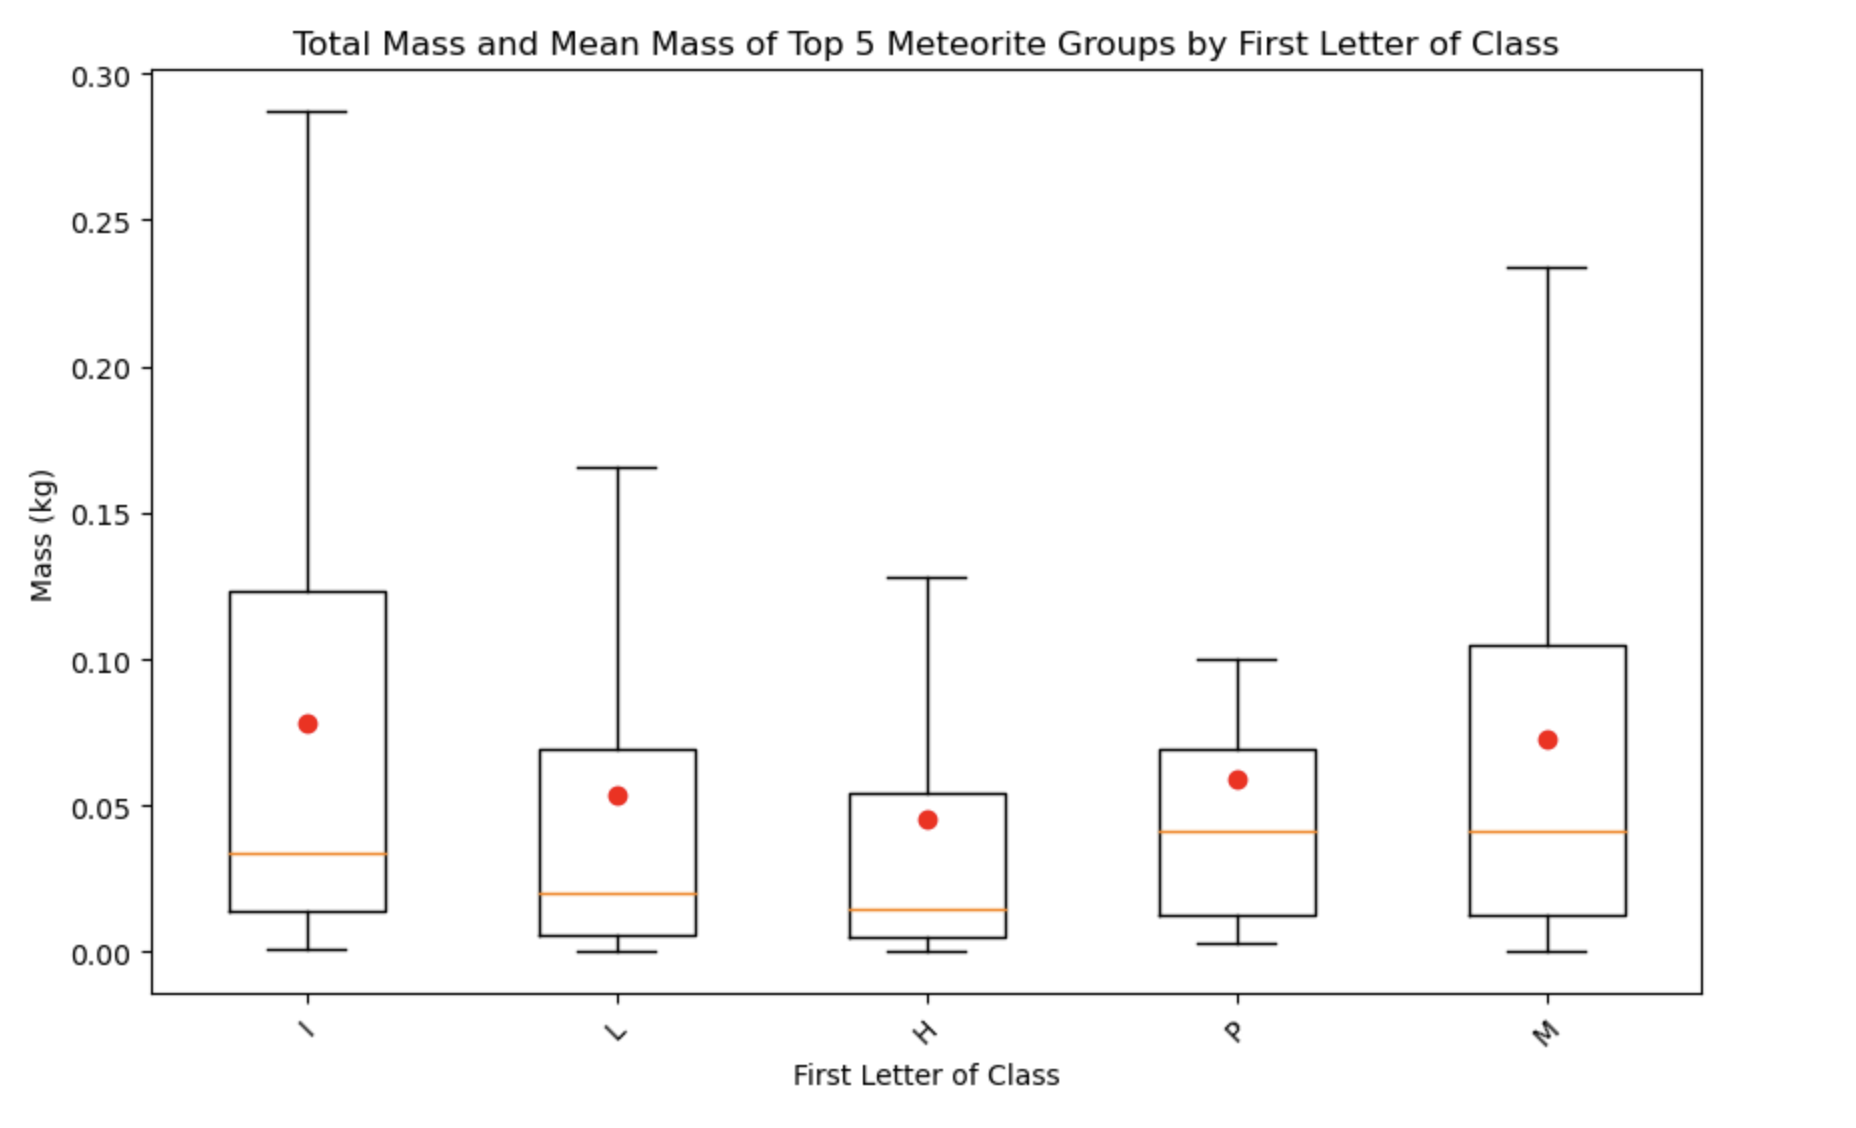 Total Mass and Mean Mass of Top 5 Meteorite Groups by First Letter of Class
0.30
0.25
0.20
0.15
0.10
0.05
0.00
Mass (kg)
I
L
H
P
M
First Letter of Class